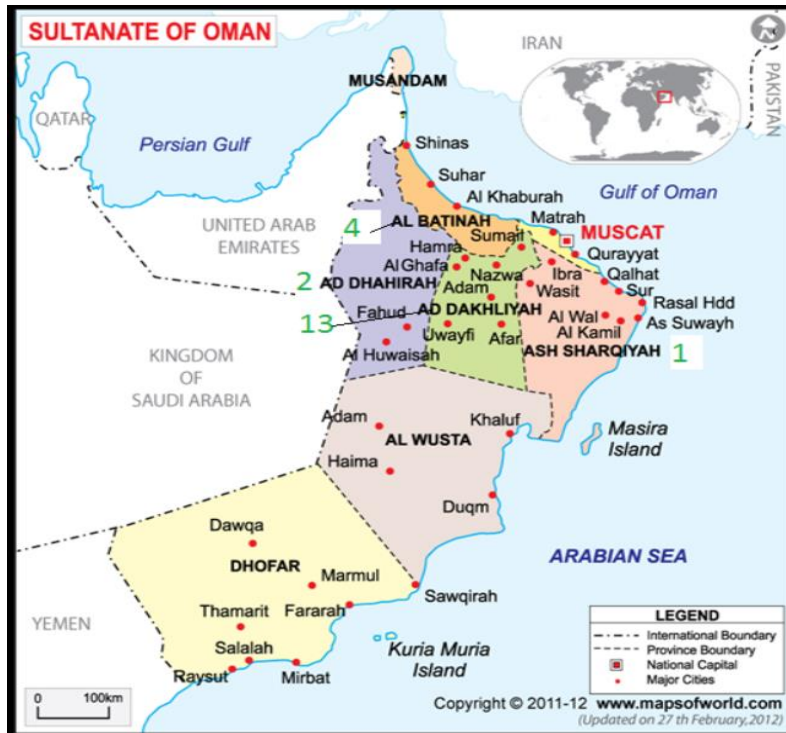 SULTANATE OF OMAN
IRAN
PAKISTAN
MUSANDAM
QATAR
Persian Gulf
Shinas
Suhar
Gulf of Oman
Al Khaburah
UNITED ARAB
EMIRATES
4
AL BATINAH
Matrah
MUSCAT
Sumail
Hamra
Qurayyat
Al Ghafa
Nazwa
Ibra
Qalhat
2
AD DHAHIRAH
Adam
Wasit
Sur
Rasal Hdd
13
Fahud
AD DAKHLIYAH
Al Wal
As Suwayh
Uwayfi
Afar
Al Kamil
Al Huwaisah
ASH SHARQIYAH
1
KINGDOM
OF
SAUDI ARABIA
Adam
Khaluf
Masira
Island
AL WUSTA
Haima
Duqm
Dawqa
ARABIAN SEA
DHOFAR
Marmul
Sawqirah
Thamarit
Fararah
YEMEN
Salalah
Kuria Muria
Island
Raysut
Mirbat
LEGEND
International Boundary
Province Boundary
National Capital
Major Cities
0 100km
Copyright © 2011-12 www.mapsofworld.com
(Updated on 27 th February,2012)